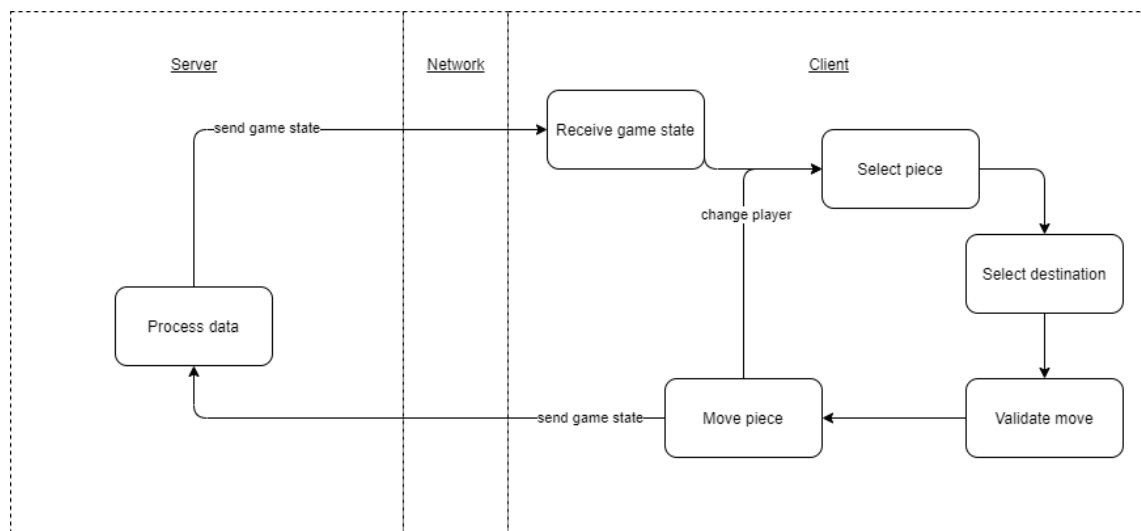 Server
Network
Client
send game state
Receive game state
Select piece
change player
Select destination
Process data
send game state
Move piece
Validate move